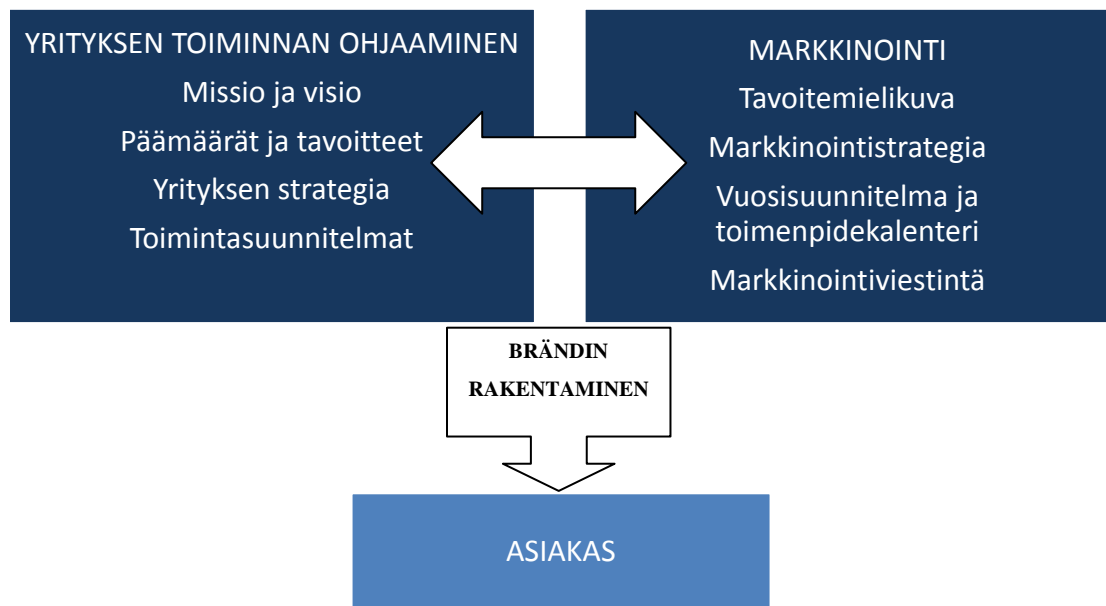 YRITYKSEN TOIMINNAN OHJAAMINEN
Missio ja visio
Päämäärät ja tavoitteet
Yrityksen strategia
Toimintasuunnitelmat
MARKKINOINTI
Tavoitemielikuva
Markkinointistrategia
Vuosisuunnitelma ja
toimenpidekalenteri
Markkinointiviestintä
BRÄNDIN
RAKENTAMINEN
ASIAKAS